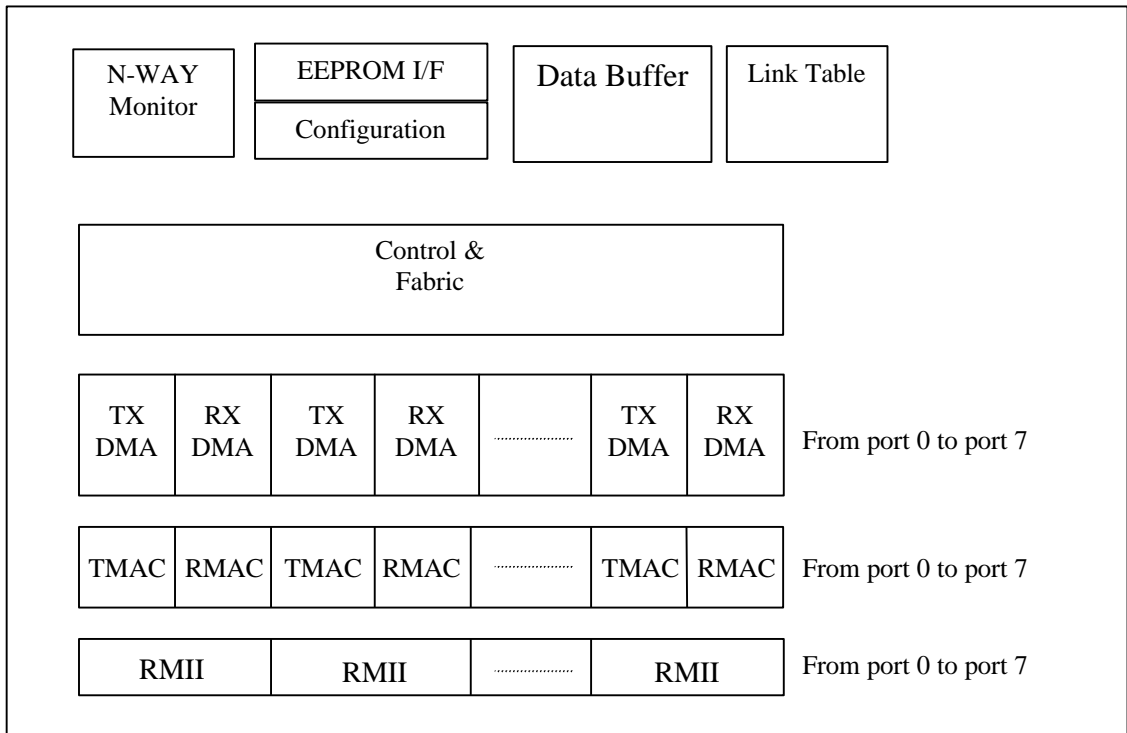 N-WAY
Monitor
EEPROM I/F
Configuration
Data Buffer
Link Table
Control &
Fabric
TX
DMA
RX
DMA
TX
DMA
RX
DMA
TX
DMA
RX
DMA
From port 0 to port 7
TMAC
RMAC
TMAC
RMAC
TMAC
RMAC
From port 0 to port 7
RMII
RMII
RMII
From port 0 to port 7